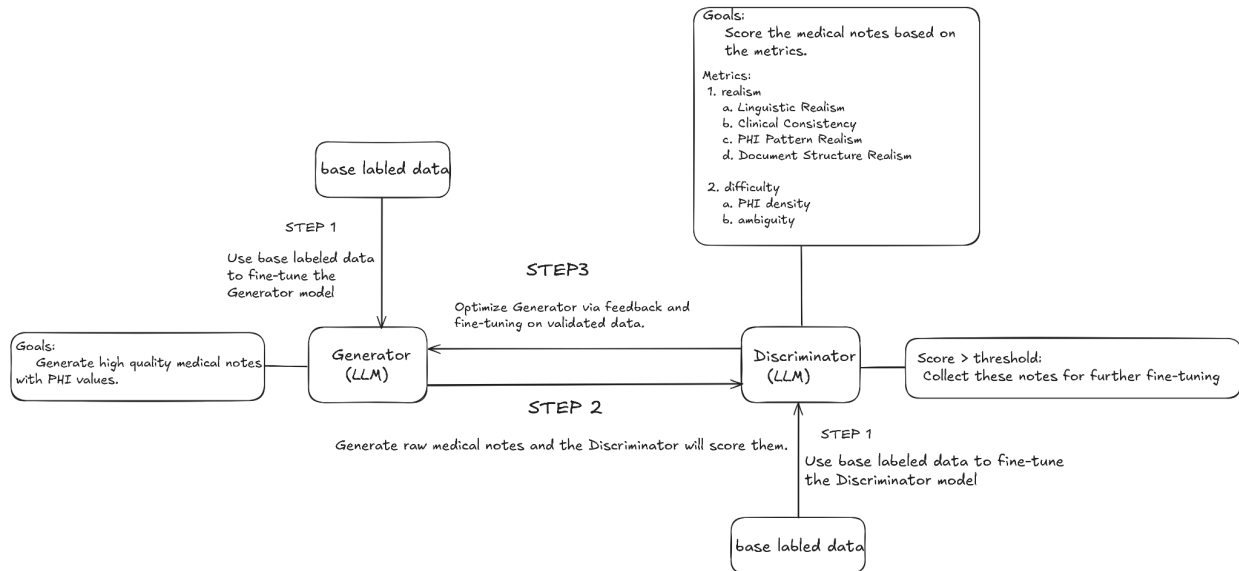 Goals:
Score the medical notes based on
the metrics.
Metrics:
1. realism
a. Linguistic Realism
b. Clinical Consistency
c. PHI Pattern Realism
d. Document Structure Realism
2. difficulty
a. PHI density
b. ambiguity
base labled data
STEP 1
Use base labeled data
to fine-tune the
Generator model
STEP3
Optimize Generator via feedback and
fine-tuning on validated data.
Goals:
Generate high quality medical notes
with PHI values.
Generator
(LLM)
Discriminator
(LLM)
Score > threshold:
Collect these notes for further fine-tuning
STEP 2
Generate raw medical notes and the Discriminator will score them.
STEP 1
Use base labeled data to fine-tune
the Discriminator model
base labled data